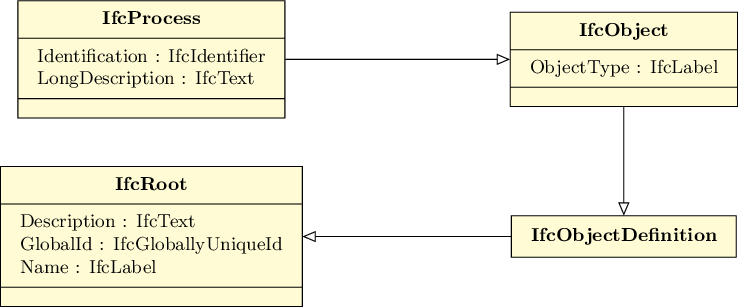 IfcProcess
Identification : IfcIdentifier
LongDescription : IfcText
IfcObject
ObjectType : IfcLabel
IfcRoot
Description : IfcText
GlobalId : IfcGloballyUniqueId
Name : IfcLabel
IfcObjectDefinition